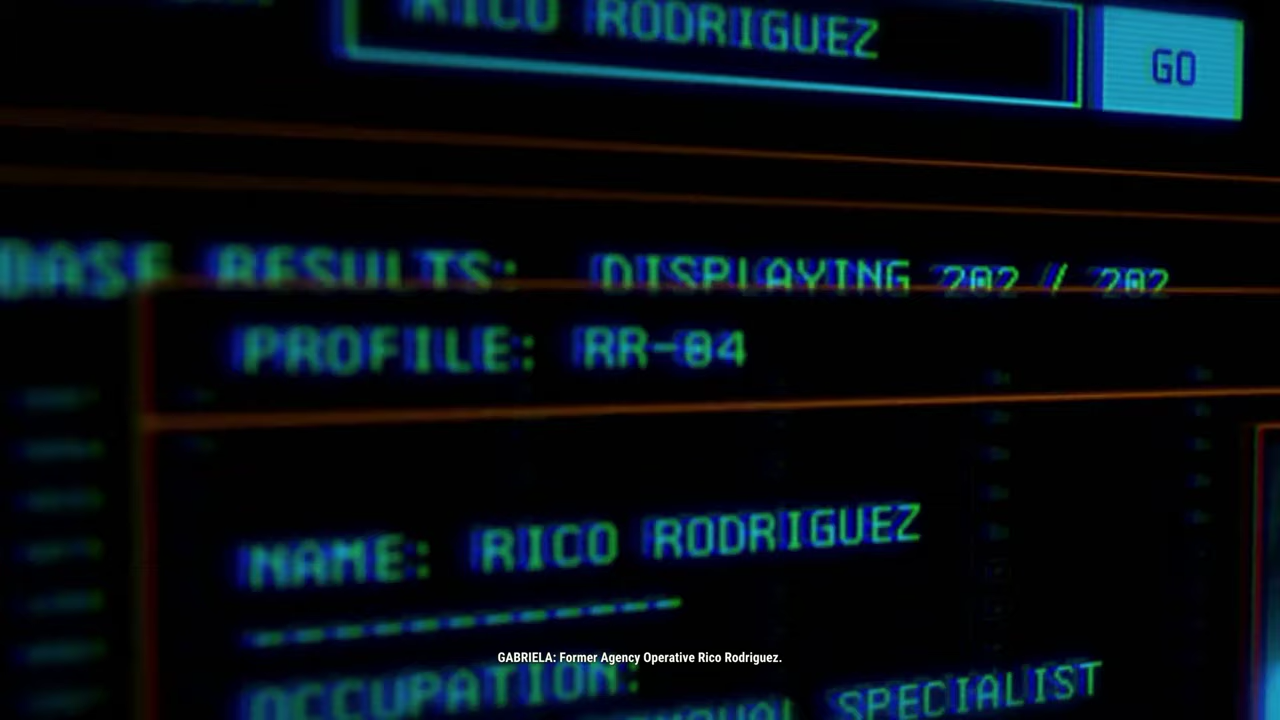 RICO RODRIGUEZ
GO
BASE RESULTS: DISPLAYING 202 / 202
PROFILE: RR-04
NAME: RICO RODRIGUEZ
----------------
GABRIELA: Former Agency Operative Rico Rodriguez.
OCCUPATION:
SPECIALIST